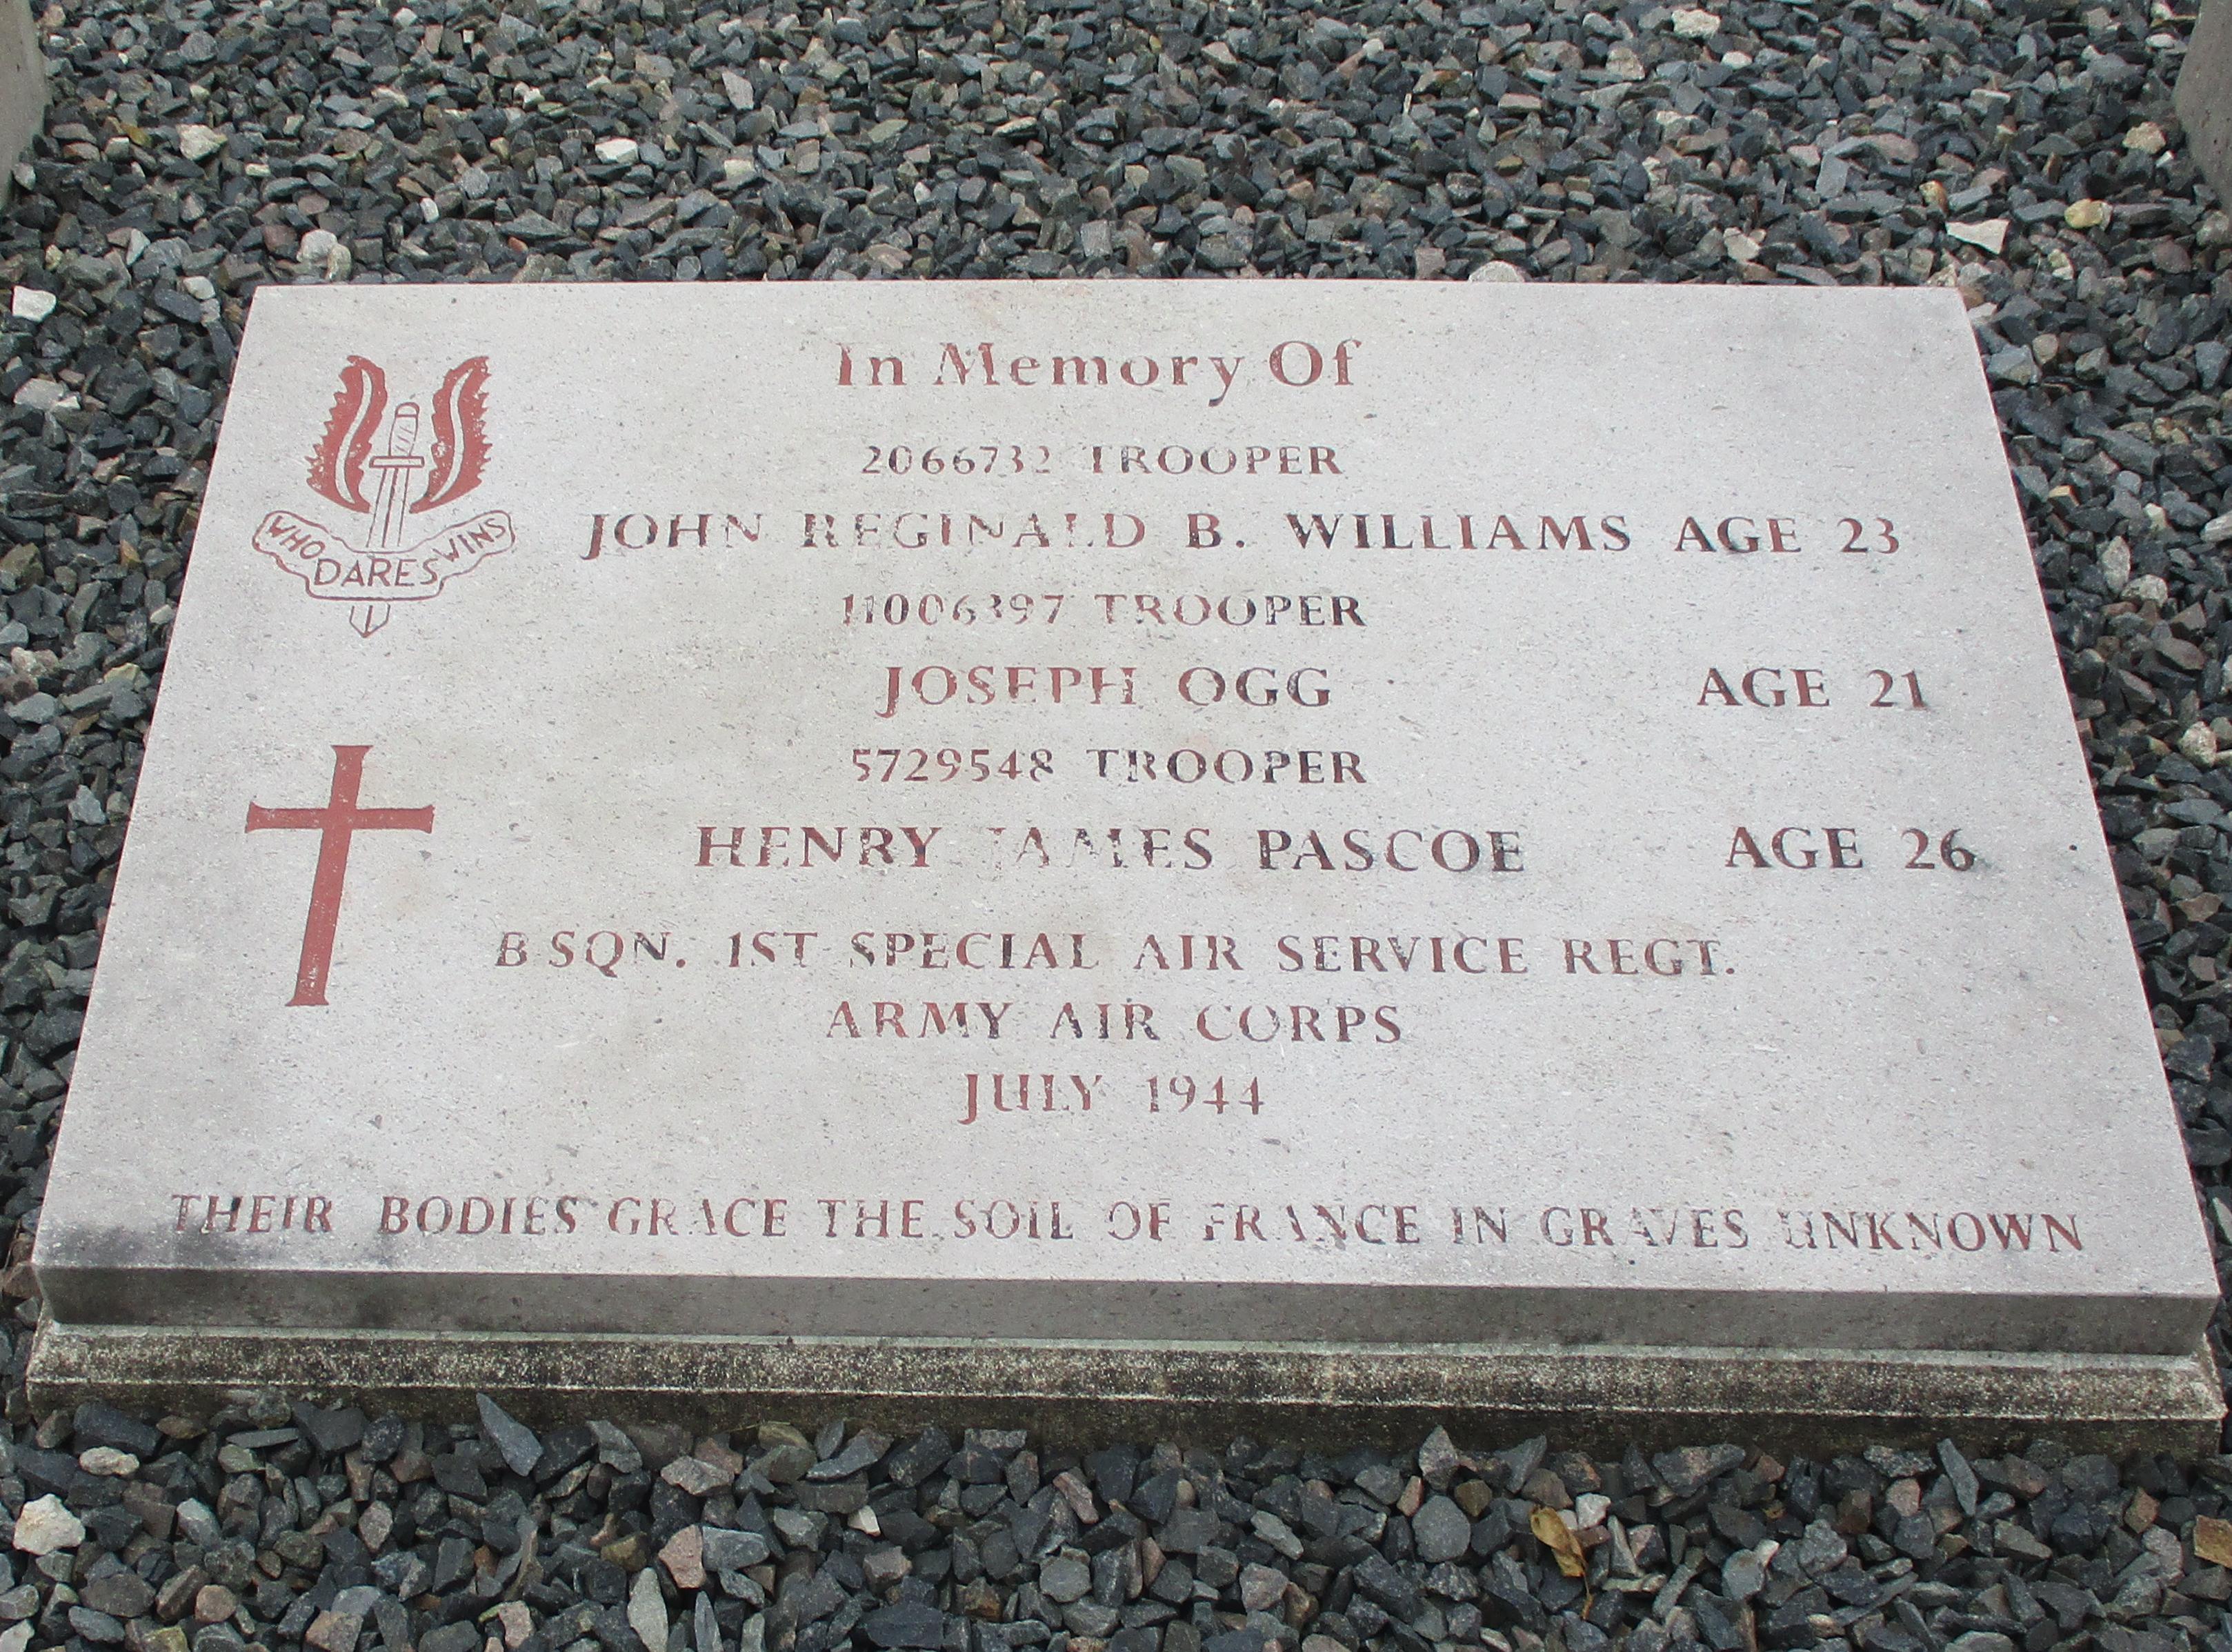 In Memory Of
2066732 TROOPER
WHO DARES WINS
JOHN REGINALD B. WILLIAMS AGE 23
11006397 TROOPER
JOSEPH OGG AGE 21
5729548 TROOPER
HENRY JAMES PASCOE AGE 26
B SQN. 1ST SPECIAL AIR SERVICE REGT.
ARMY AIR CORPS
JULY 1944
THEIR BODIES GRACE THE SOIL OF FRANCE IN GRAVES UNKNOWN